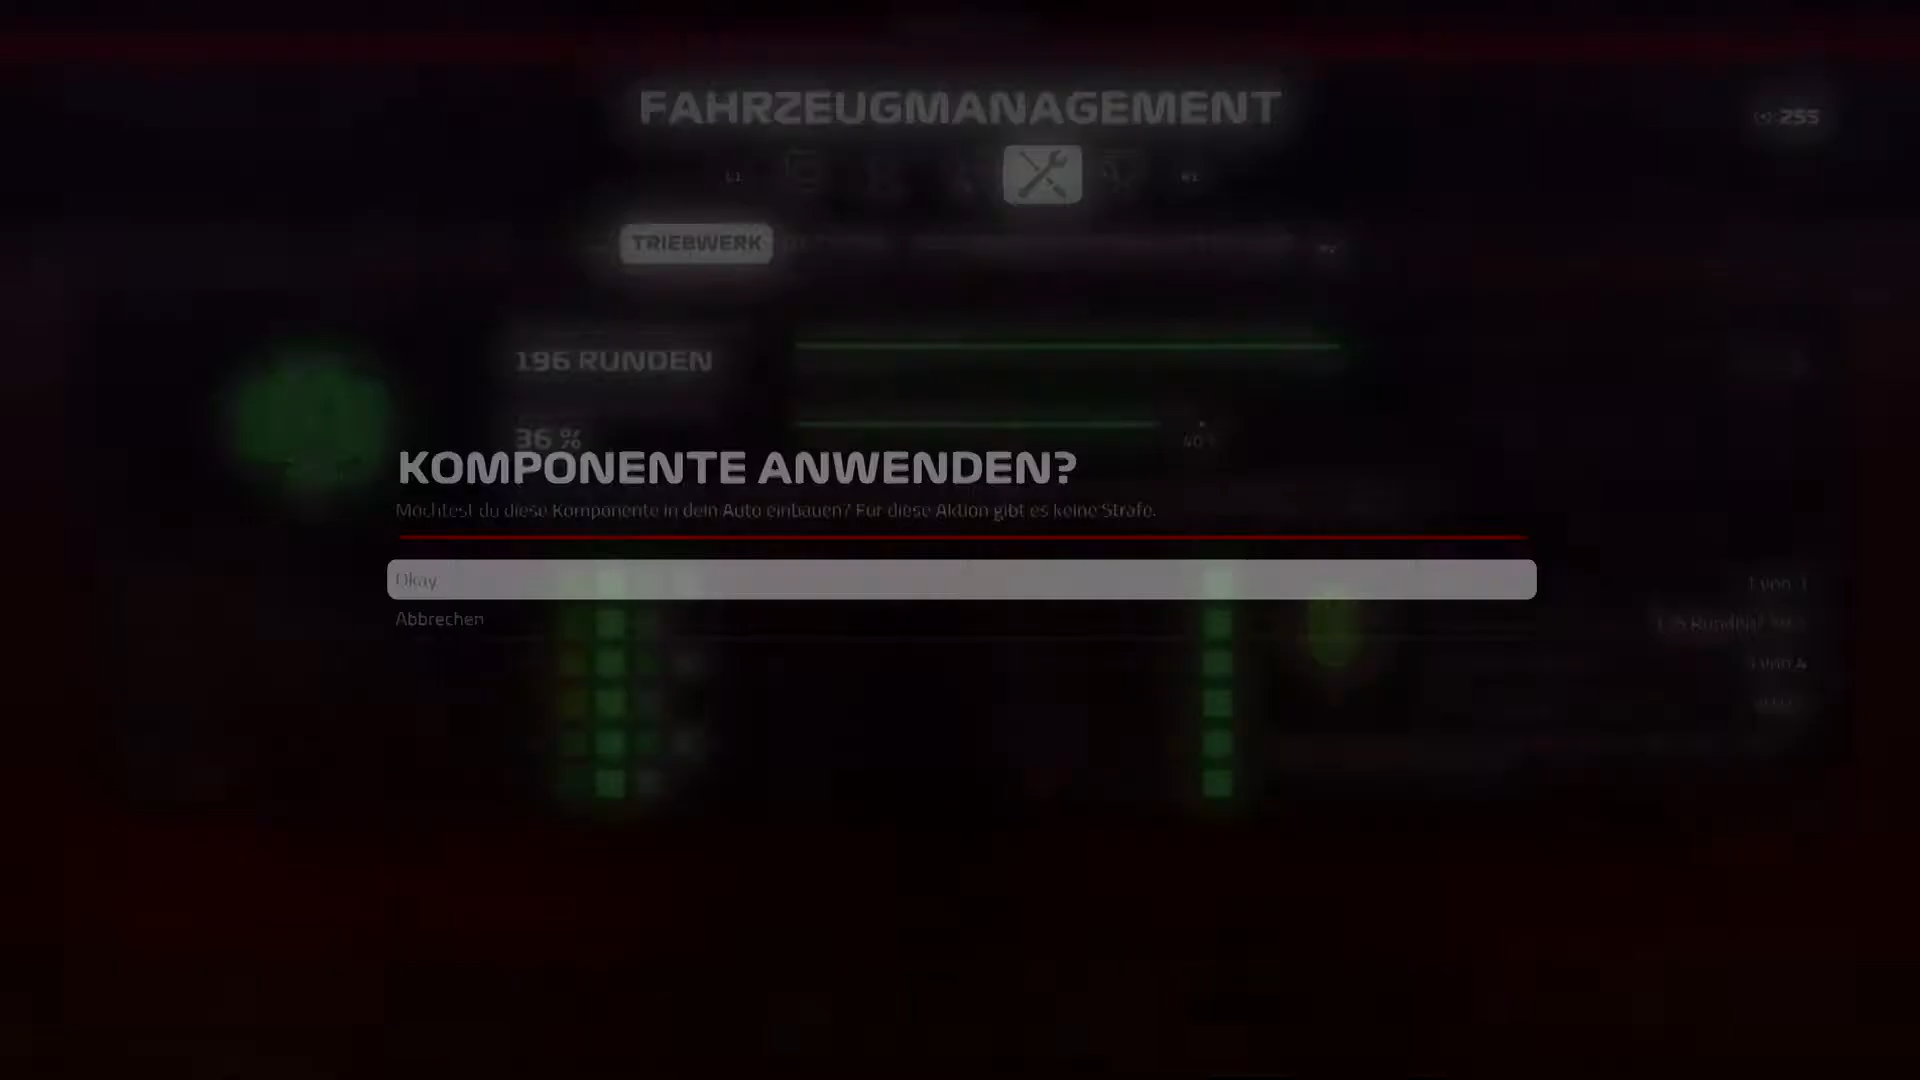 FAHRZEUGMANAGEMENT
255
TRIEBWERK
196 RUNDEN
36 %
KOMPONENTE ANWENDEN?
Möchtest du diese Komponente in dein Auto einbauen? Für diese Aktion gibt es keine Strafe.
Okay
Abbrechen